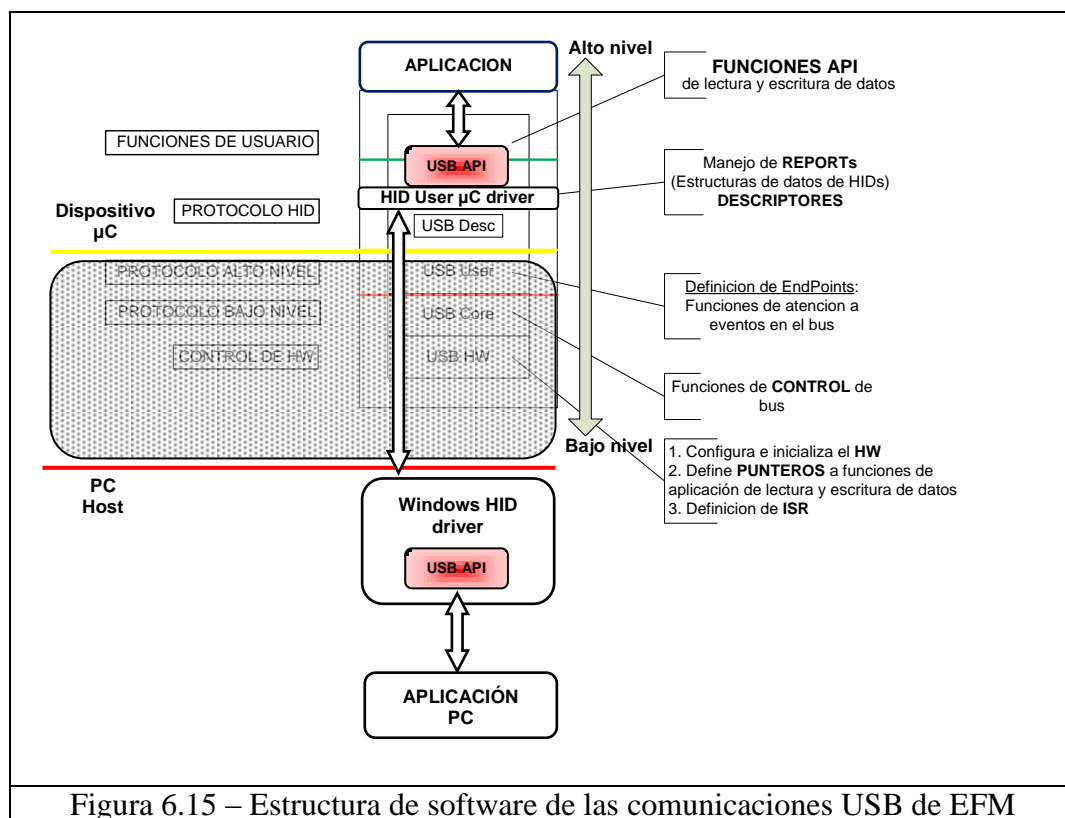 APLICACION
Alto nivel
FUNCIONES API
de lectura y escritura de datos
FUNCIONES DE USUARIO
USB API
HID User µC driver
Manejo de REPORTs
(Estructuras de datos de HIDs)
DESCRIPTORES
Dispositivo
µC
PROTOCOLO HID
USB Desc
PROTOCOLO ALTO NIVEL
USB User
Definicion de EndPoints:
Funciones de atencion a
eventos en el bus
PROTOCOLO BAJO NIVEL
USB Core
CONTROL DE HW
USB HW
Funciones de CONTROL de
bus
Bajo nivel
1. Configura e inicializa el HW
2. Define PUNTEROS a funciones de
aplicación de lectura y escritura de datos
3. Definicion de ISR
PC
Host
Windows HID
driver
USB API
APLICACIÓN
PC
Figura 6.15 – Estructura de software de las comunicaciones USB de EFM